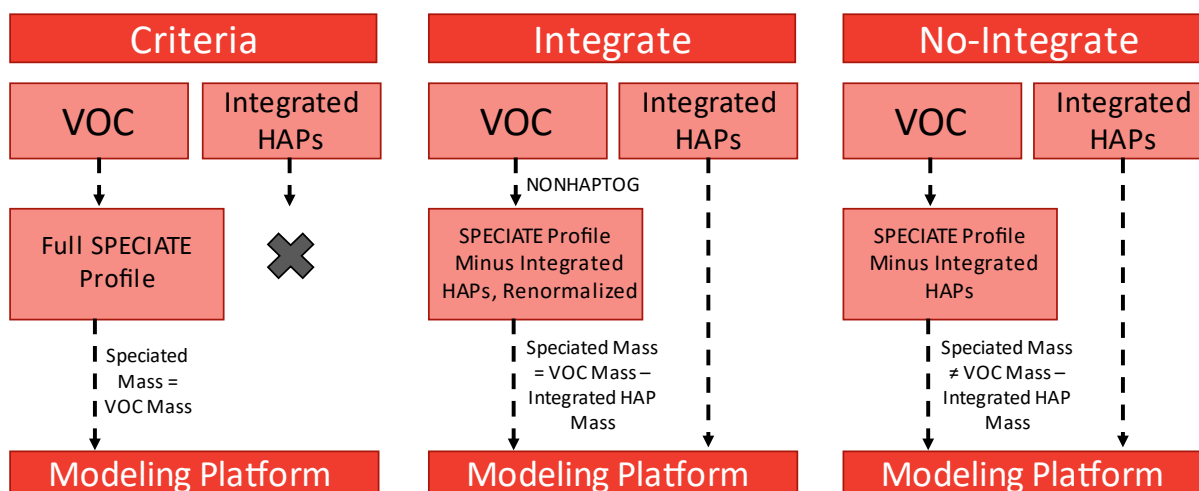 Criteria
VOC
Integrated
HAPs
Full SPECIATE
Profile
Speciated
Mass =
VOC Mass
Modeling Platform
Integrate
VOC
Integrated
HAPs
NONHAPTOG
SPECIATE Profile
Minus Integrated
HAPs, Renormalized
Speciated Mass
= VOC Mass –
Integrated HAP
Mass
Modeling Platform
No-Integrate
VOC
Integrated
HAPs
SPECIATE Profile
Minus Integrated
HAPs
Speciated Mass
≠ VOC Mass –
Integrated HAP
Mass
Modeling Platform